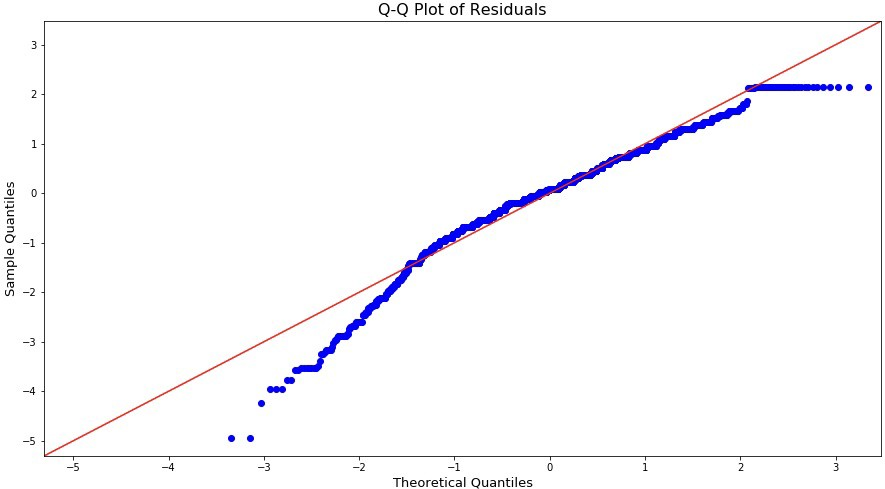 Q-Q Plot of Residuals
3
2
1
0
−1
−2
−3
−4
−5
Sample Quantiles
−5 −4 −3 −2 −1 0 1 2 3
Theoretical Quantiles